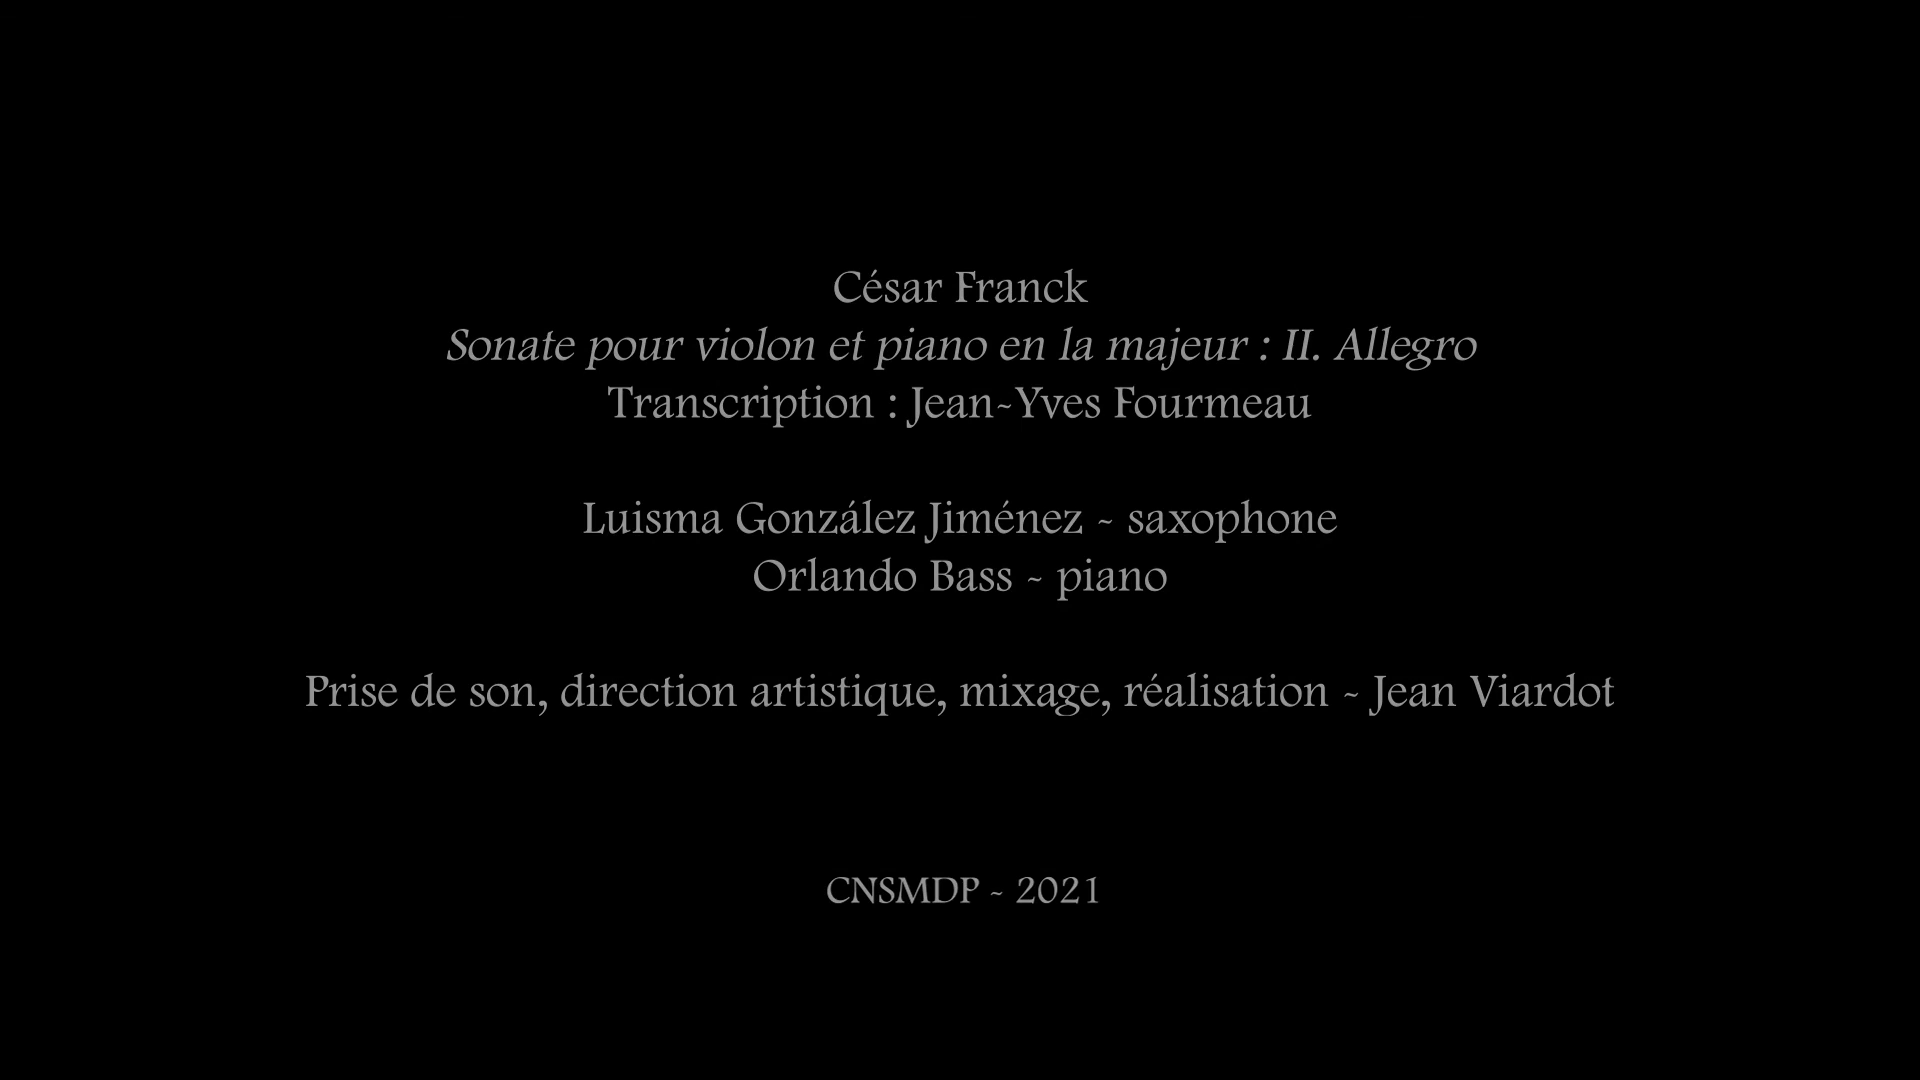 César Franck
Sonate pour violon et piano en la majeur : II. Allegro
Transcription : Jean-Yves Fourmeau
Luisma González Jiménez - saxophone
Orlando Bass - piano
Prise de son, direction artistique, mixage, réalisation - Jean Viardot
CNSMDP - 2021